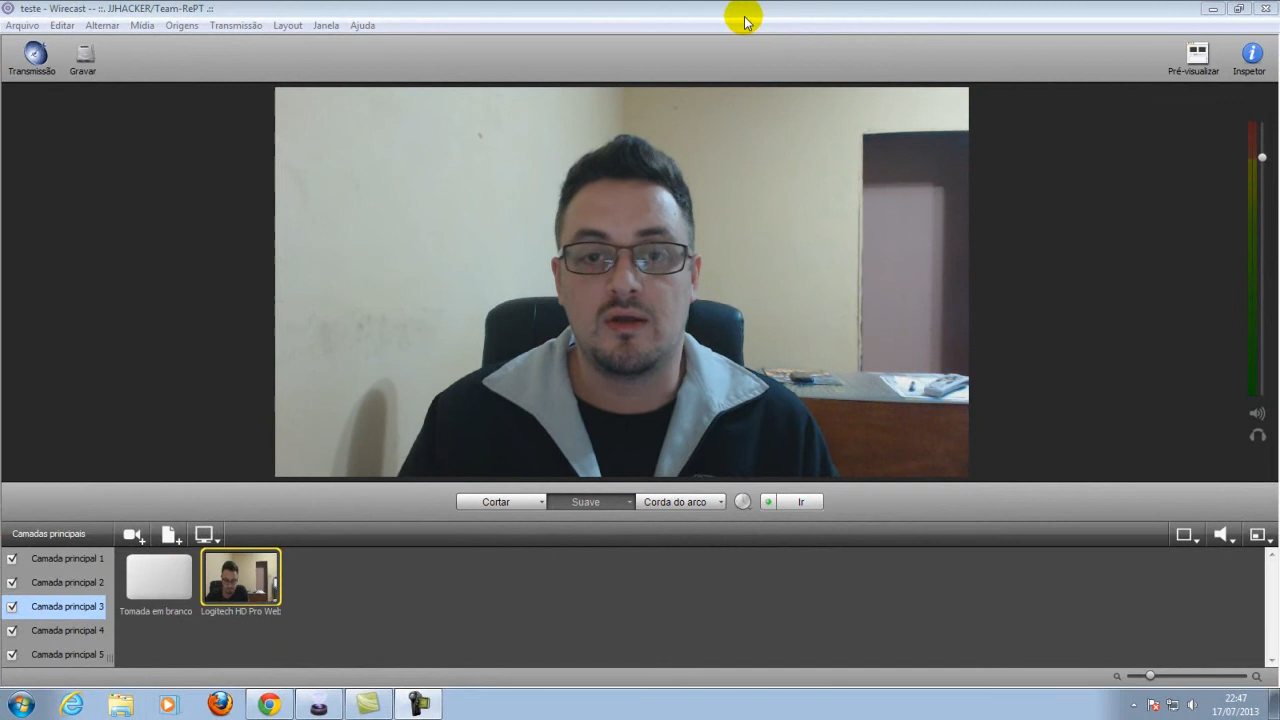 teste - Wirecast -- ::. JJHACKER/Team-RePT .::
Arquivo Editar Alternar Mídia Origens Transmissão Layout Janela Ajuda
Transmissão Gravar Pré-visualizar Inspetor
Cortar Suave Corda do arco Ir
Camadas principais
Camada principal 1
Camada principal 2
Camada principal 3
Camada principal 4
Camada principal 5
Tomada em branco Logitech HD Pro Web
22:47
17/07/2013